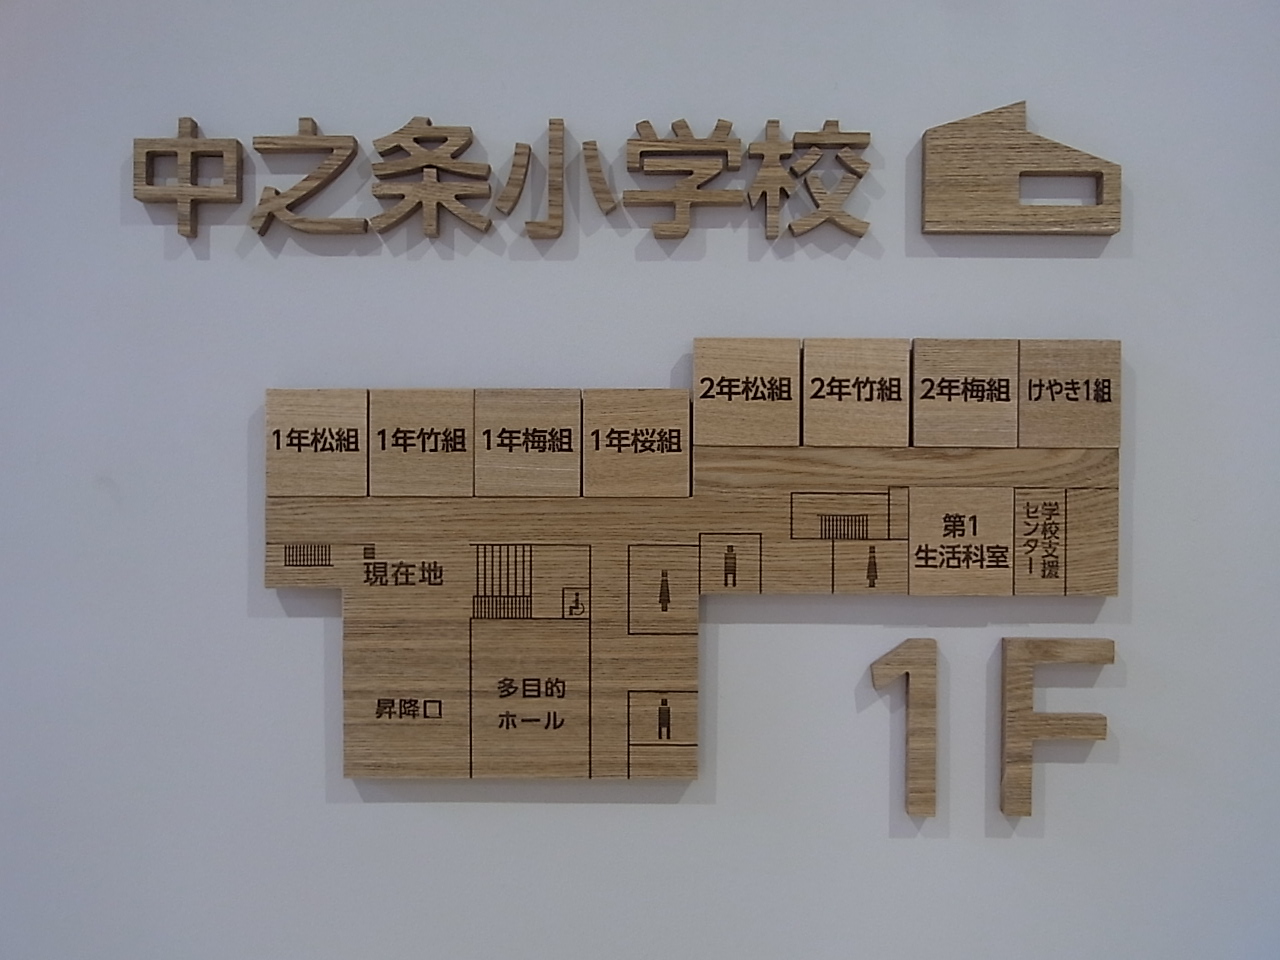 中之条小学校
2年松組
2年竹組
2年梅組
けやき1組
1年松組
1年竹組
1年梅組
1年桜組
第1
生活科室
学校支援
センター
現在地
多目的
ホール
昇降口
1F